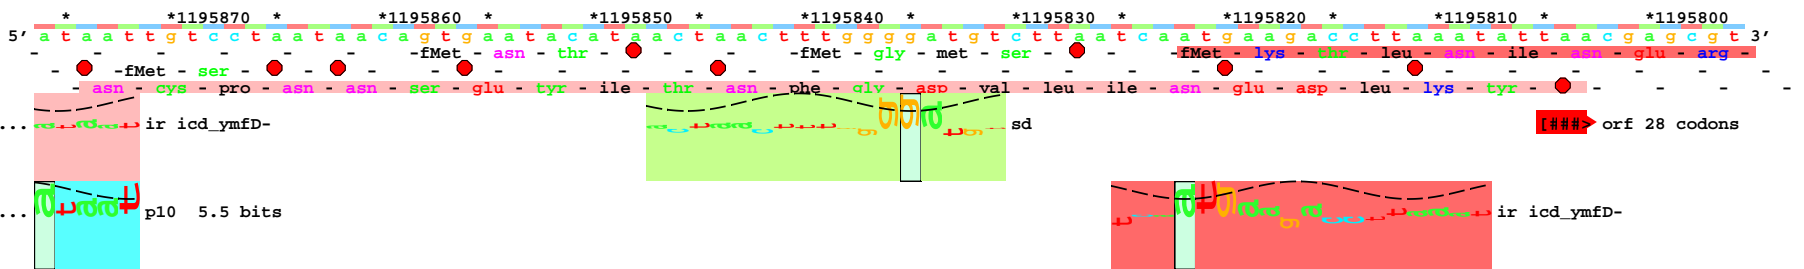 * *1195870 * *1195860 * *1195850 * *1195840 * *1195830 * *1195820 * *1195810 * *1195800
5' a t a a t t g t c c t a a t a a c a g t g a a t a c a t a a c t a a c t t t g g g g a t g t c t t a a t c a a t g a a g a c c t t a a a t a t t a a c g a g c g t 3'
- - - - - - -fMet - asn - thr - - - -fMet - gly - met - ser - - -fMet - lys - thr - leu - asn - ile - asn - glu - arg -
- -fMet - ser - - - - - - - - - - - - - - - - - - - - - -
- asn - cys - pro - asn - asn - ser - glu - tyr - ile - thr - asn - phe - gly - asp - val - leu - ile - asn - glu - asp - leu - lys - tyr - - - - -
... ir icd_ymfD-
sd
[###> orf 28 codons
... p10 5.5 bits
ir icd_ymfD-